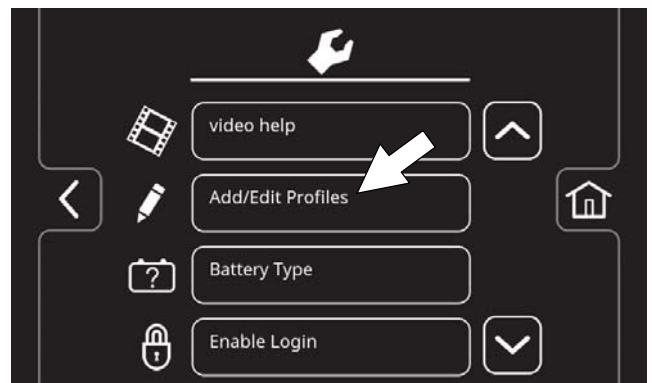 video help
Add/Edit Profiles
Battery Type
Enable Login